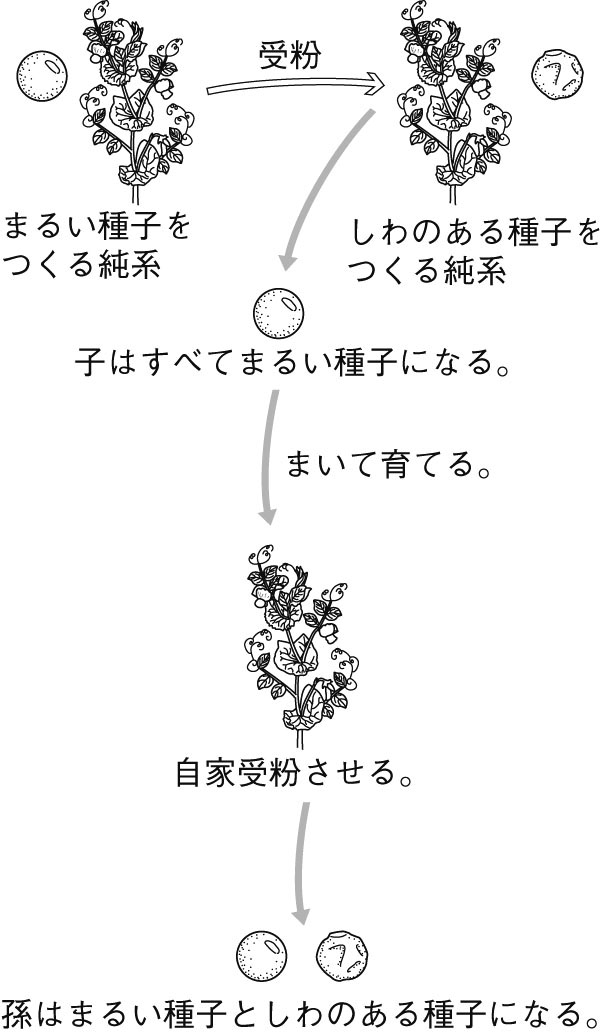 受粉
まるい種子を
つくる純系
しわのある種子を
つくる純系
子はすべてまるい種子になる。
まいて育てる。
自家受粉させる。
孫はまるい種子としわのある種子になる。